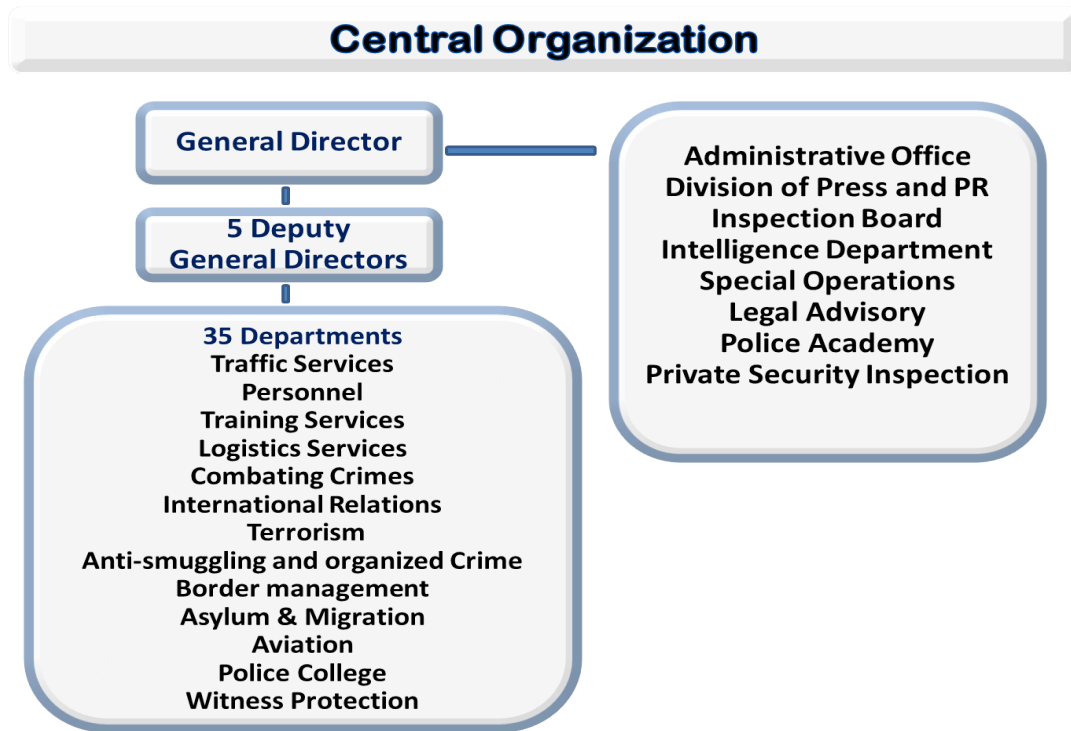 Central Organization
General Director
5 Deputy
General Directors
35 Departments
Traffic Services
Personnel
Training Services
Logistics Services
Combating Crimes
International Relations
Terrorism
Anti-smuggling and organized Crime
Border management
Asylum & Migration
Aviation
Police College
Witness Protection
Administrative Office
Division of Press and PR
Inspection Board
Intelligence Department
Special Operations
Legal Advisory
Police Academy
Private Security Inspection